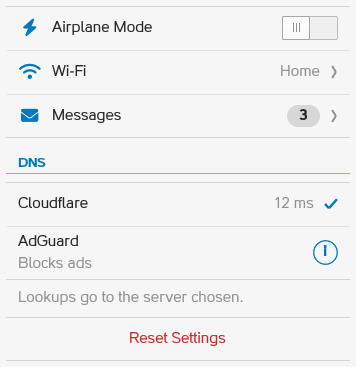 Airplane Mode
Wi-Fi Home
Messages 3
DNS
Cloudflare 12 ms
AdGuard
Blocks ads
Lookups go to the server chosen.
Reset Settings